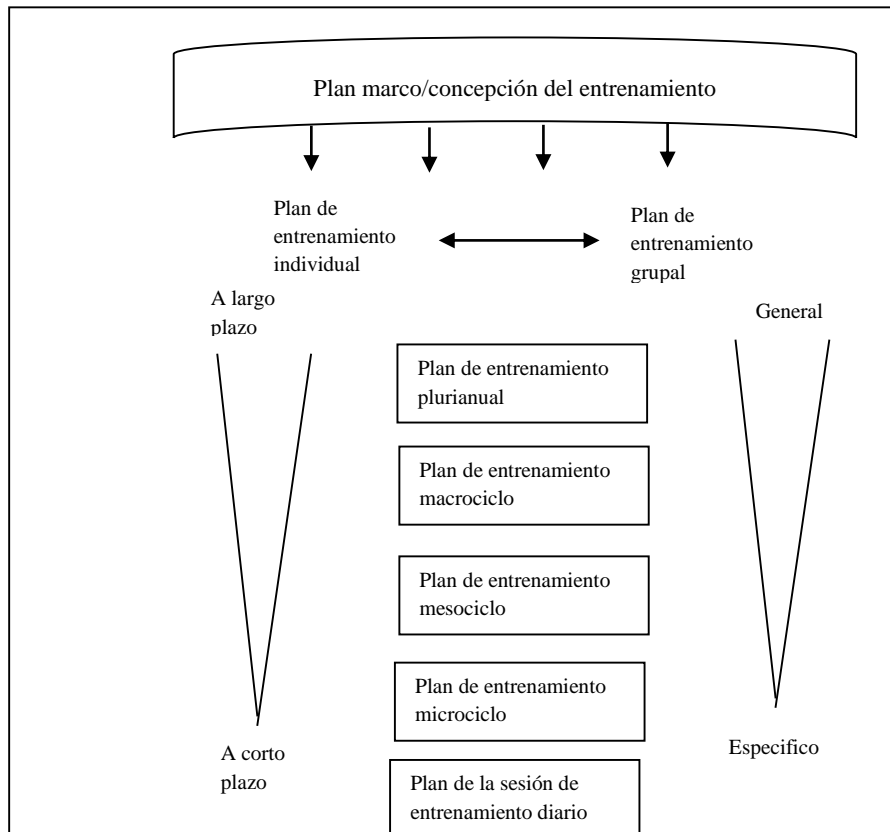 Plan marco/concepción del entrenamiento
Plan de
entrenamiento
individual
Plan de
entrenamiento
grupal
A largo
plazo
General
Plan de entrenamiento
plurianual
Plan de entrenamiento
macrociclo
Plan de entrenamiento
mesociclo
Plan de entrenamiento
microciclo
A corto
plazo
Especifico
Plan de la sesión de
entrenamiento diario